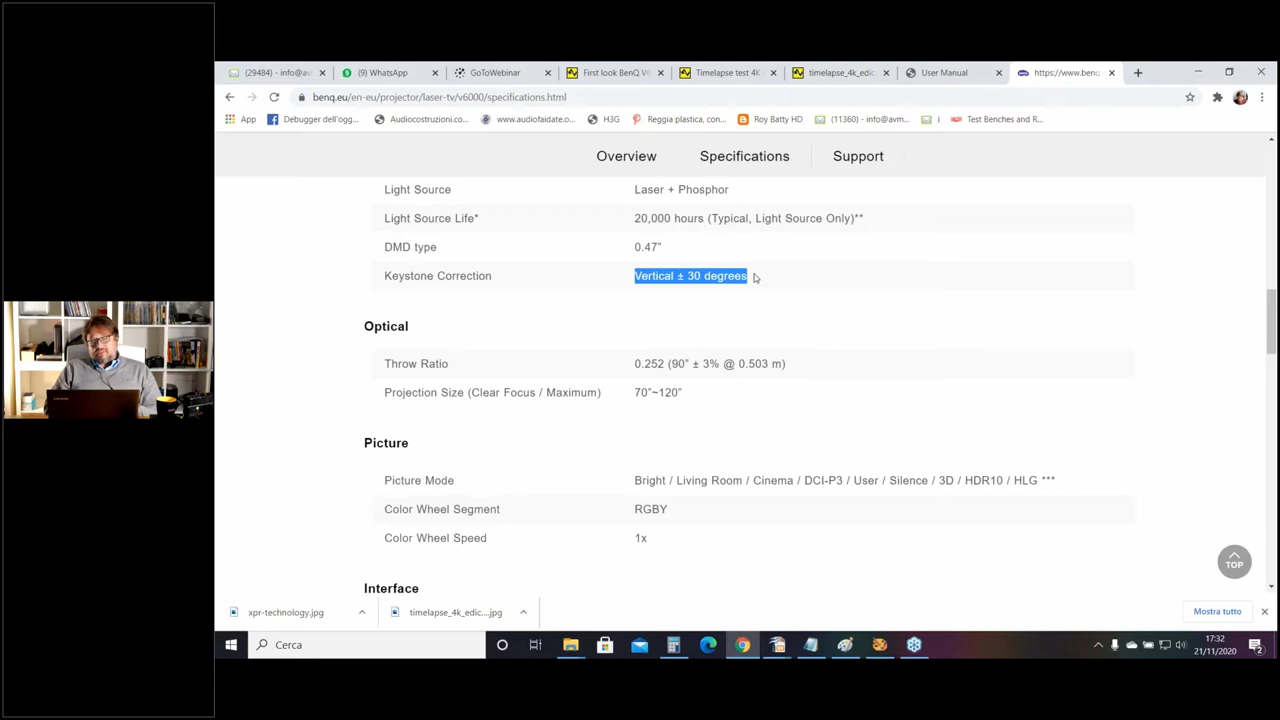 (29484) - info@av
(9) WhatsApp
GoToWebinar
First look BenQ V6
Timelapse test 4K
timelapse_4k_edic
User Manual
https://www.benq
benq.eu/en-eu/projector/laser-tv/v6000/specifications.html
App
Debugger dell'ogg...
Audiocostruzioni.co...
www.audiofaidate.o...
H3G
Reggia plastica, con...
Roy Batty HD
(11360) - info@avm...
Test Benches and R...
Overview
Specifications
Support
Light Source Laser + Phosphor
Light Source Life* 20,000 hours (Typical, Light Source Only)**
DMD type 0.47"
Keystone Correction Vertical ± 30 degrees
Optical
Throw Ratio 0.252 (90" ± 3% @ 0.503 m)
Projection Size (Clear Focus / Maximum) 70"~120"
Picture
Picture Mode Bright / Living Room / Cinema / DCI-P3 / User / Silence / 3D / HDR10 / HLG ***
Color Wheel Segment RGBY
Color Wheel Speed 1x
TOP
Interface
xpr-technology.jpg
timelapse_4k_edic....jpg
Mostra tutto
Cerca
17:32
21/11/2020
2